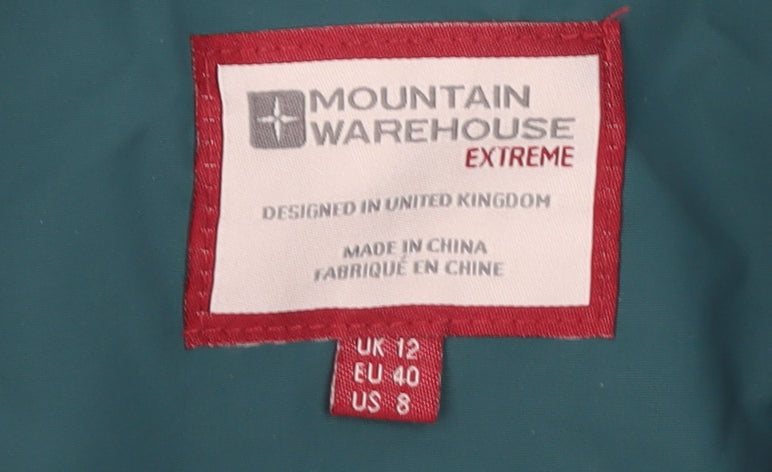 MOUNTAIN
WAREHOUSE
EXTREME
DESIGNED IN UNITED KINGDOM
MADE IN CHINA
FABRIQUÉ EN CHINE
UK 12
EU 40
US 8